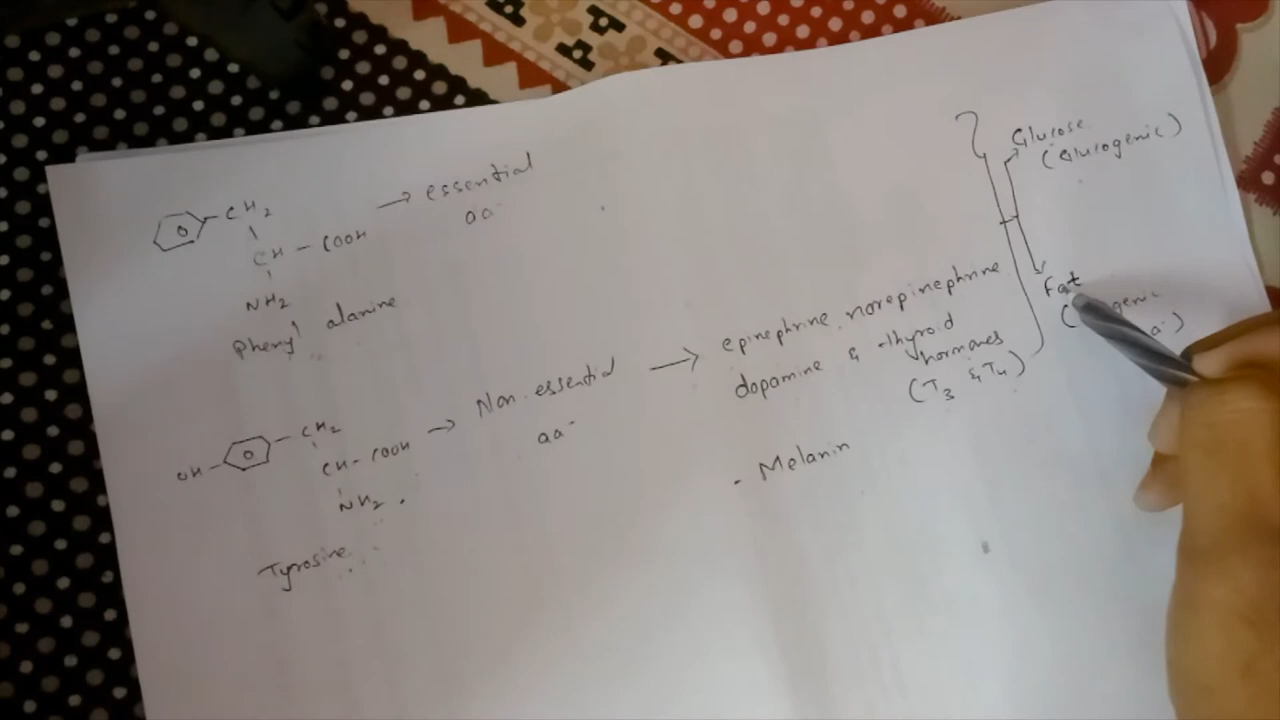 CH2 → essential
CH - COOH aa-
NH2
Phenyl alanine
OH CH2 → Non-essential → epinephrine, norepinephrine
CH - COOH aa- dopamine & thyroid
NH2 . hormones
(T3 & T4)
Tyrosine
- Melanin
Glucose
(Glucogenic)
Fat